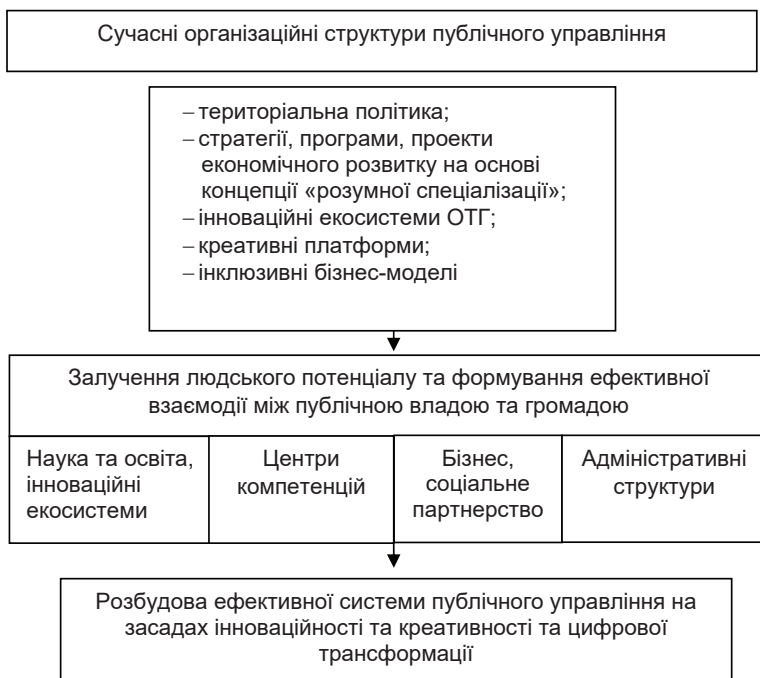 Сучасні організаційні структури публічного управління
– територіальна політика;
– стратегії, програми, проекти
економічного розвитку на основі
концепції «розумної спеціалізації»;
– інноваційні екосистеми ОТГ;
– креативні платформи;
– інклюзивні бізнес-моделі
Залучення людського потенціалу та формування ефективної
взаємодії між публічною владою та громадою
Наука та освіта,
інноваційні
екосистеми
Центри
компетенцій
Бізнес,
соціальне
партнерство
Адміністративні
структури
Розбудова ефективної системи публічного управління на
засадах інноваційності та креативності та цифрової
трансформації